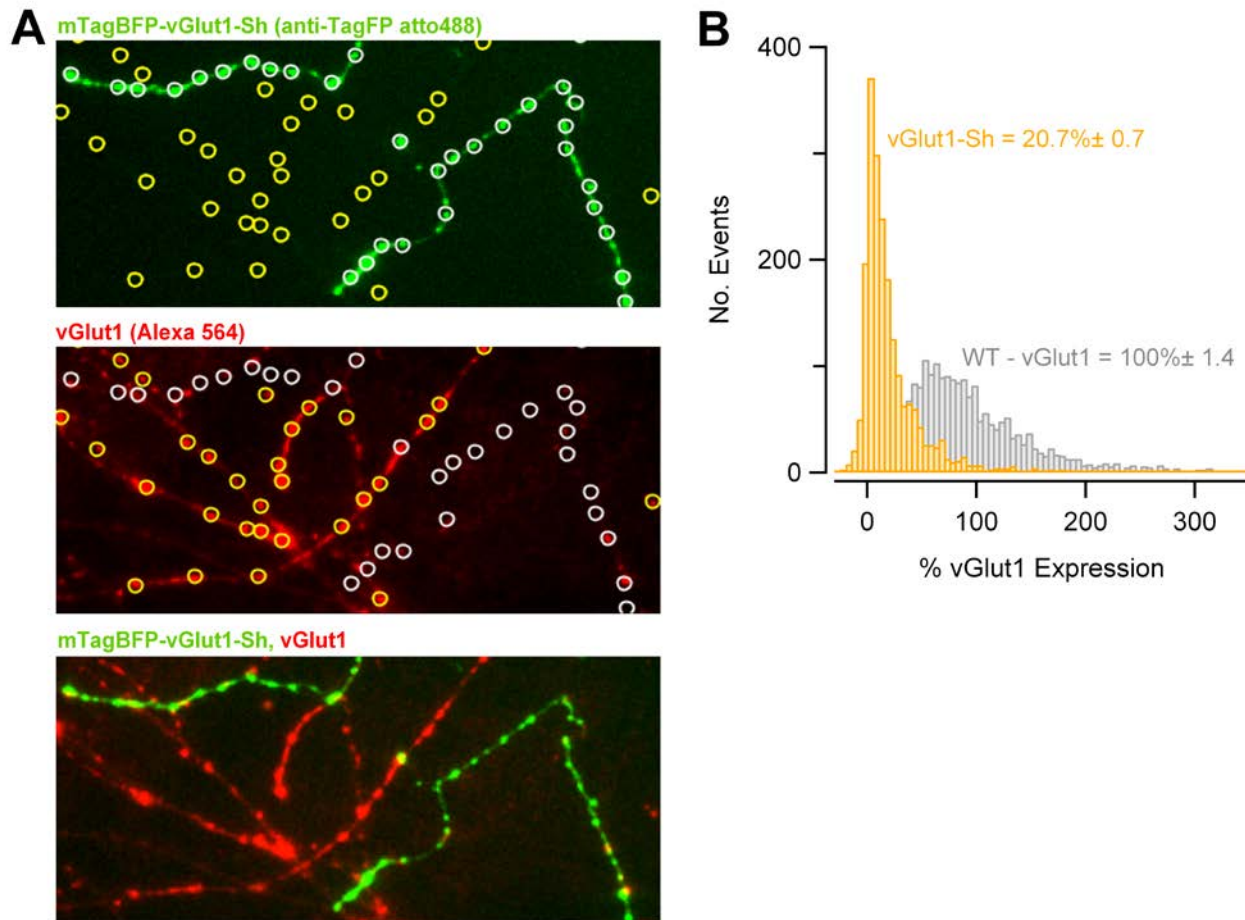 A
mTagBFP-vGlut1-Sh (anti-TagFP atto488)
vGlut1 (Alexa 564)
mTagBFP-vGlut1-Sh, vGlut1
B
400
200
0
No. Events
vGlut1-Sh = 20.7%± 0.7
WT - vGlut1 = 100%± 1.4
0 100 200 300
% vGlut1 Expression